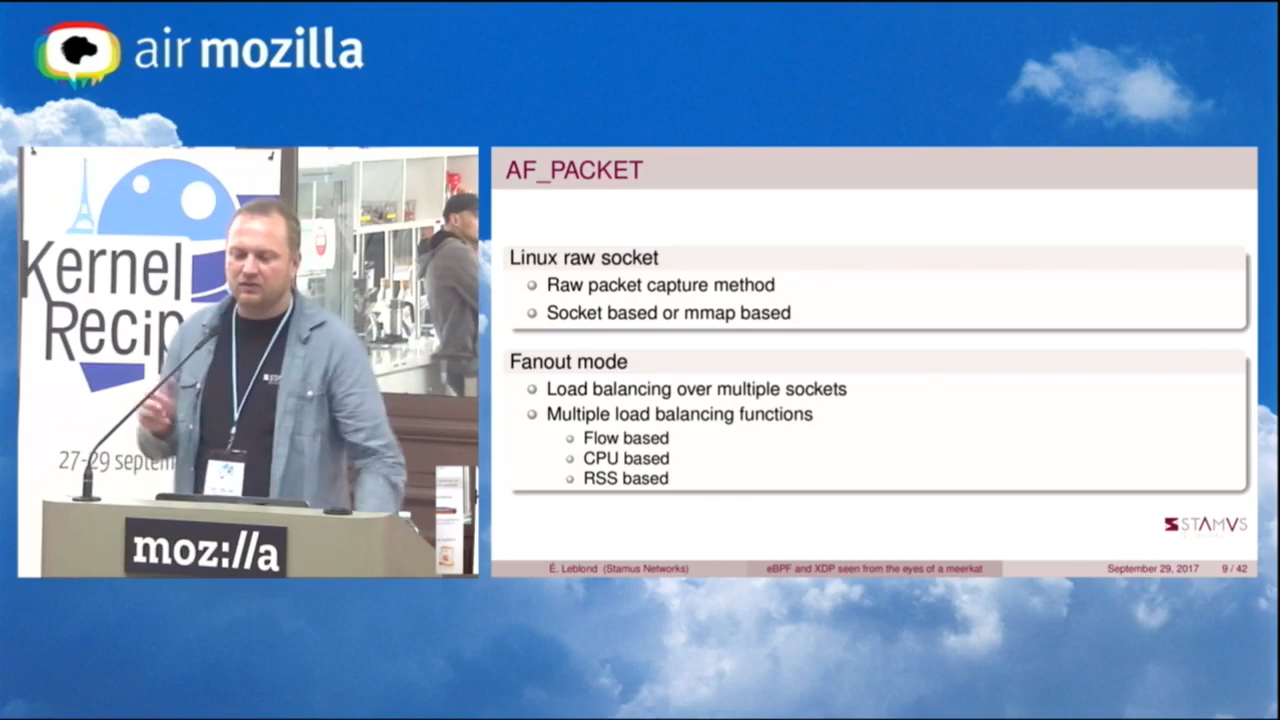 air mozilla
Kernel
Recip
27-29 septem
moz://a
AF_PACKET
Linux raw socket
Raw packet capture method
Socket based or mmap based
Fanout mode
Load balancing over multiple sockets
Multiple load balancing functions
Flow based
CPU based
RSS based
STAMVS
É. Leblond (Stamus Networks)
eBPF and XDP seen from the eyes of a meerkat
September 29, 2017
9 / 42